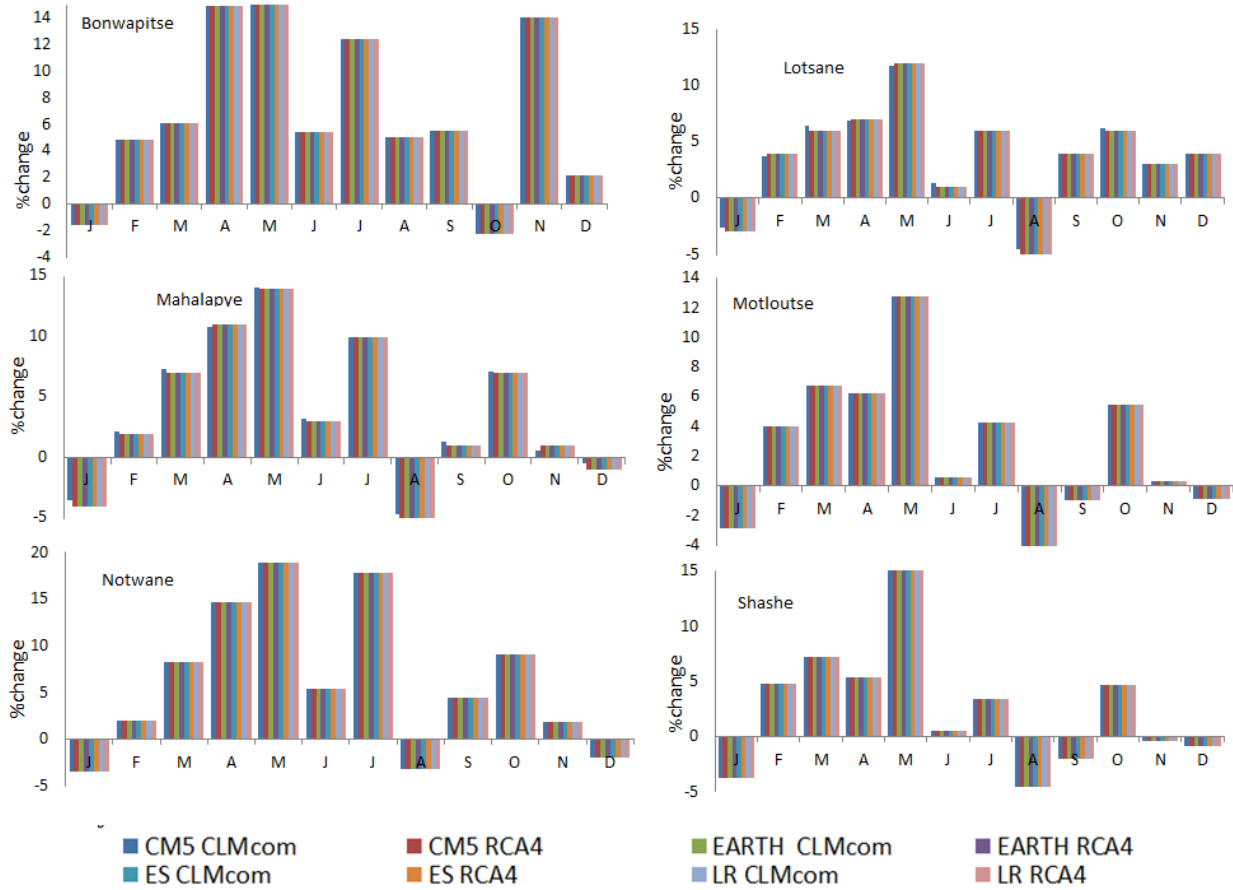 Bonwapitse
%change
14
12
10
8
6
4
2
0
-2
-4
J F M A M J J A S O N D
Lotsane
%change
15
10
5
0
-5
J F M A M J J A S O N D
Mahalapye
%change
15
10
5
0
-5
J F M A M J J A S O N D
Motloutse
%change
14
12
10
8
6
4
2
0
-2
-4
J F M A M J J A S O N D
Notwane
%change
20
15
10
5
0
-5
J F M A M J J A S O N D
Shashe
%change
15
10
5
0
-5
J F M A M J J A S O N D
CM5 CLMcom CM5 RCA4 EARTH CLMcom EARTH RCA4
ES CLMcom ES RCA4 LR CLMcom LR RCA4